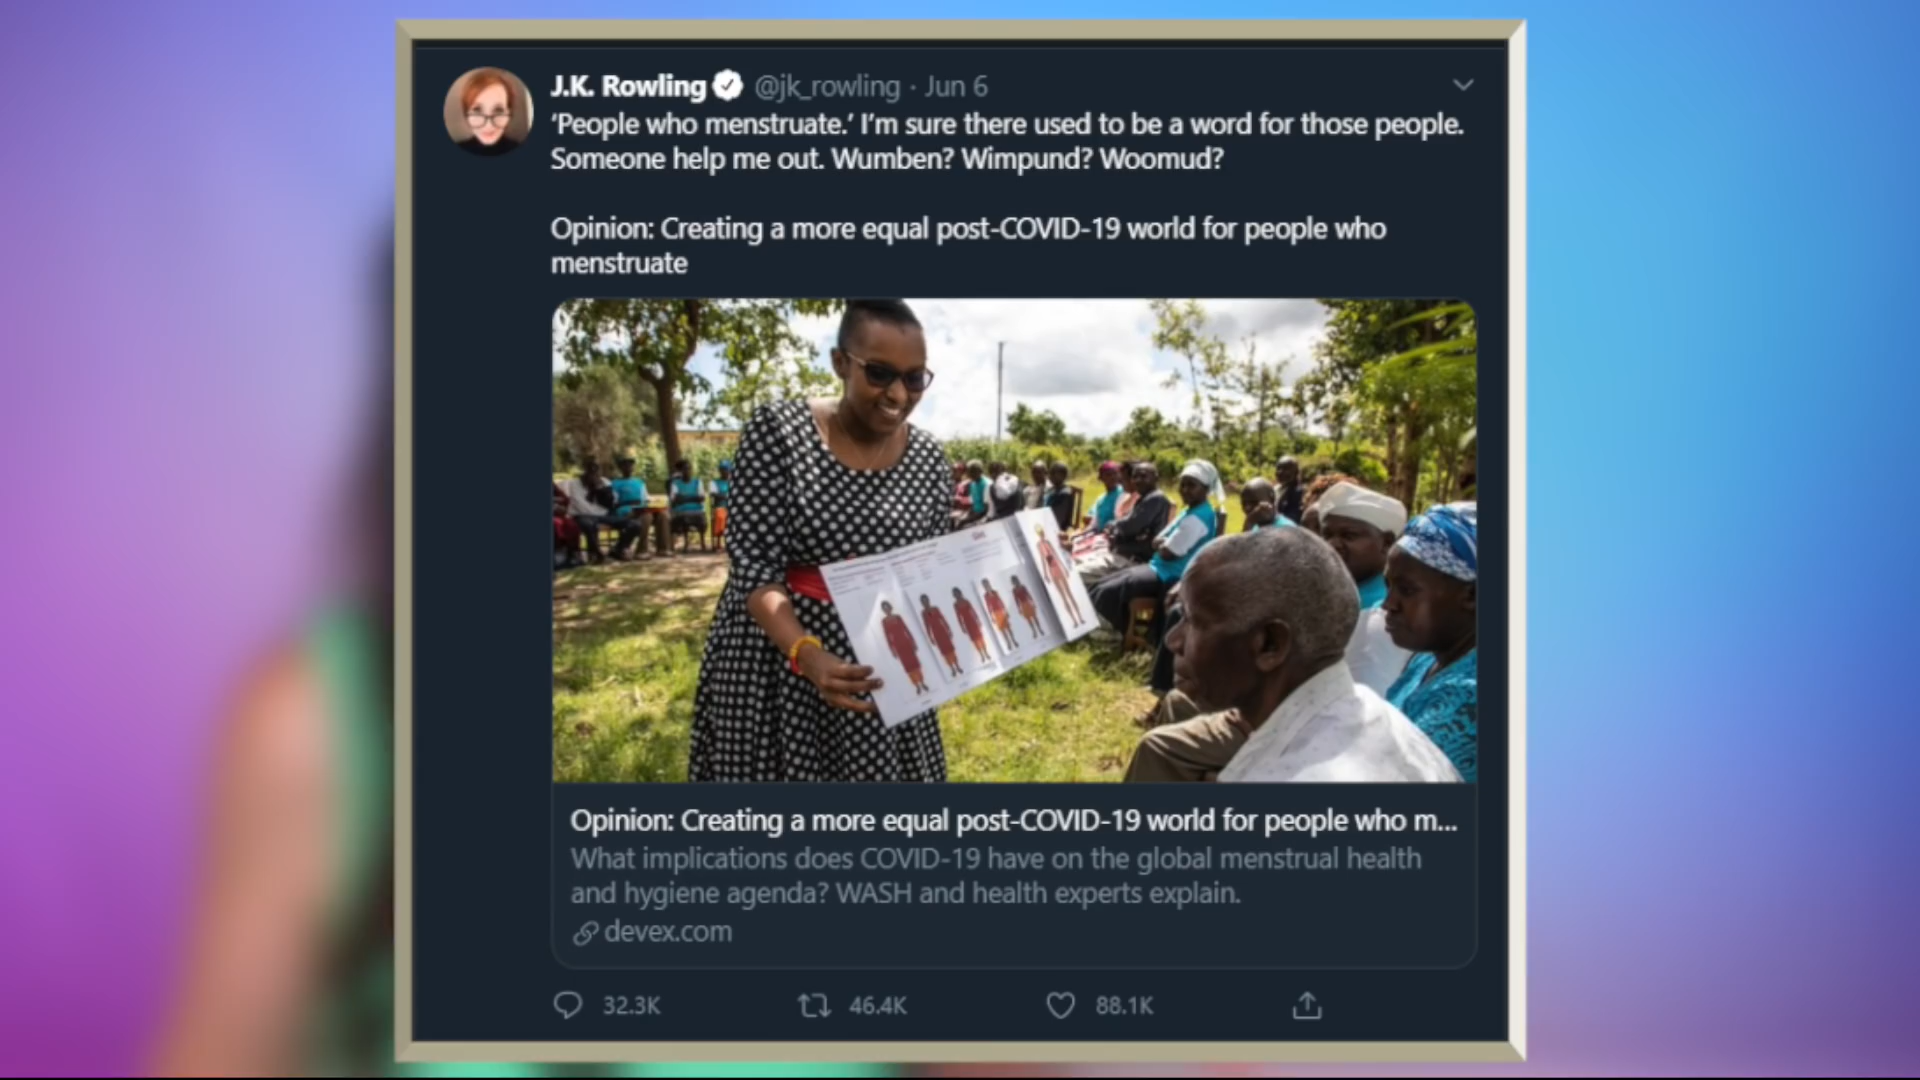 J.K. Rowling @jk_rowling · Jun 6
'People who menstruate.' I'm sure there used to be a word for those people.
Someone help me out. Wumben? Wimpund? Woomud?
Opinion: Creating a more equal post-COVID-19 world for people who
menstruate
Opinion: Creating a more equal post-COVID-19 world for people who m...
What implications does COVID-19 have on the global menstrual health
and hygiene agenda? WASH and health experts explain.
devex.com
32.3K 46.4K 88.1K